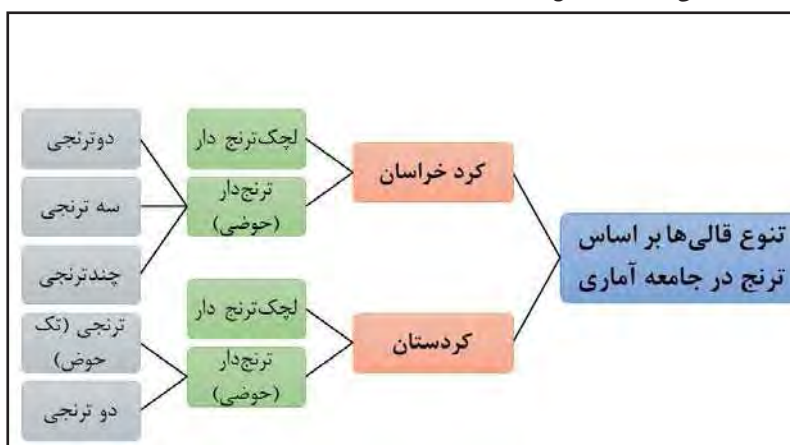 تنوع قالی‌ها بر اساس
ترنج در جامعه آماری
کرد خراسان
لچک‌ترنج دار
ترنج‌دار
(حوضی)
دوترنجی
سه ترنجی
چندترنجی
کردستان
لچک‌ترنج دار
ترنج‌دار
(حوضی)
ترنجی (تک
حوض)
دو ترنجی